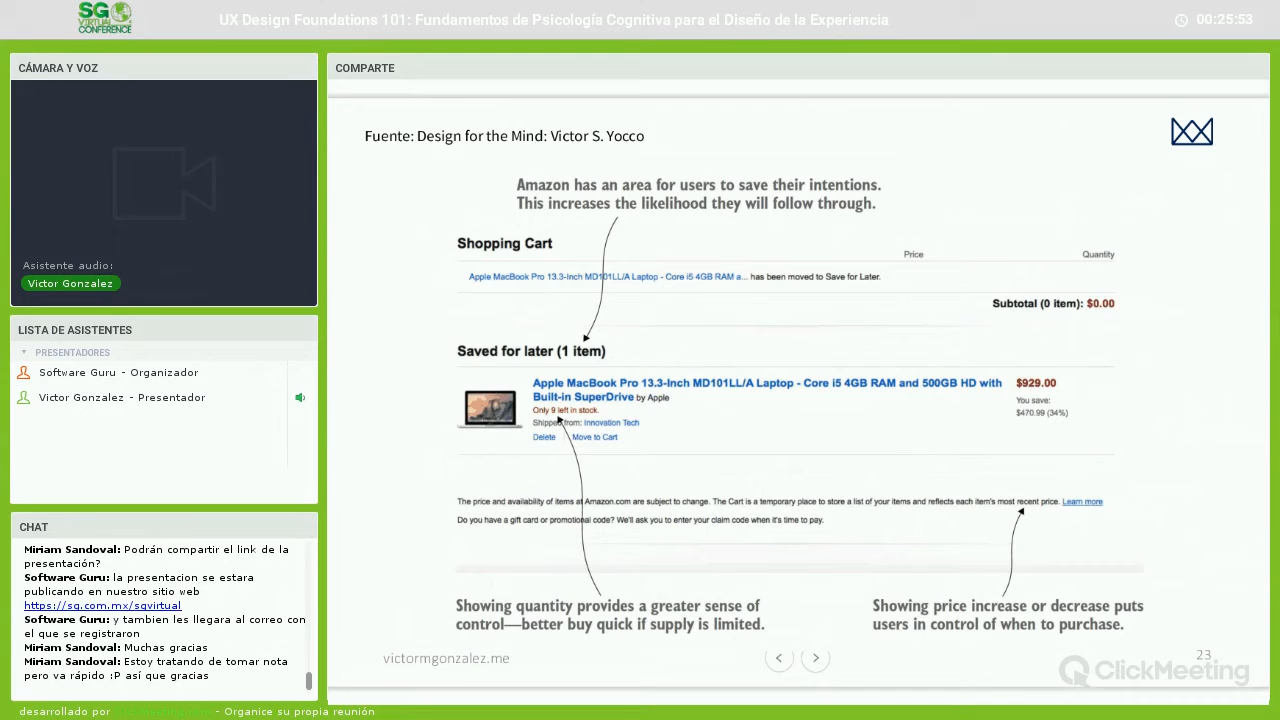 SG VIRTUAL CONFERENCE
UX Design Foundations 101: Fundamentos de Psicología Cognitiva para el Diseño de la Experiencia
00:25:53
CÁMARA Y VOZ
Asistente audio:
Victor Gonzalez
LISTA DE ASISTENTES
PRESENTADORES
Software Guru - Organizador
Victor Gonzalez - Presentador
CHAT
Miriam Sandoval: Podrán compartir el link de la
presentación?
Software Guru: la presentacion se estara
publicando en nuestro sitio web
https://sg.com.mx/sgvirtual
Software Guru: y tambien les llegara al correo con
el que se registraron
Miriam Sandoval: Muchas gracias
Miriam Sandoval: Estoy tratando de tomar nota
pero va rápido :P así que gracias
desarrollado por - Organice su propia reunión
COMPARTE
Fuente: Design for the Mind: Victor S. Yocco
Amazon has an area for users to save their intentions.
This increases the likelihood they will follow through.
Shopping Cart
Price
Quantity
Apple MacBook Pro 13.3-Inch MD101LL/A Laptop - Core i5 4GB RAM a... has been moved to Save for Later.
Subtotal (0 item): $0.00
Saved for later (1 item)
Apple MacBook Pro 13.3-Inch MD101LL/A Laptop - Core i5 4GB RAM and 500GB HD with
Built-in SuperDrive by Apple
Only 9 left in stock.
Shipped from: Innovation Tech
Delete | Move to Cart
$929.00
You save:
$470.99 (34%)
The price and availability of items at Amazon.com are subject to change. The Cart is a temporary place to store a list of your items and reflects each item's most recent price. Learn more
Do you have a gift card or promotional code? We'll ask you to enter your claim code when it's time to pay.
Showing quantity provides a greater sense of
control—better buy quick if supply is limited.
Showing price increase or decrease puts
users in control of when to purchase.
victormgonzalez.me
23
ClickMeeting